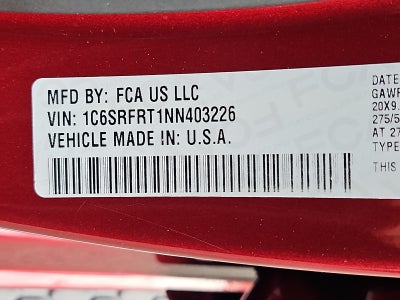 MFD BY: FCA US LLC
VIN: 1C6SRFRT1NN403226
VEHICLE MADE IN: U.S.A.
DATE
GAWR
20X9.
275/5
AT 27
TYPE
THIS